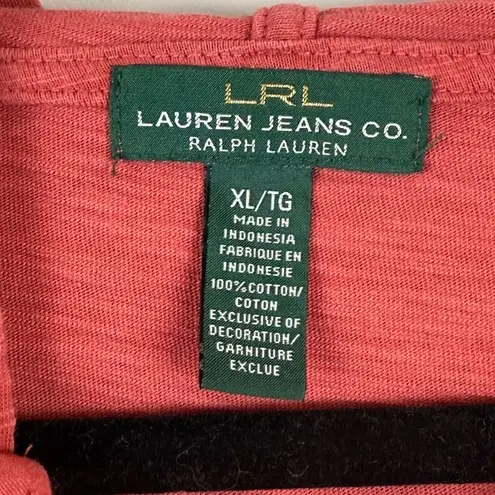 LRL
LAUREN JEANS CO.
RALPH LAUREN
XL/TG
MADE IN
INDONESIA
FABRIQUE EN
INDONESIE
100%COTTON/
COTON
EXCLUSIVE OF
DECORATION/
GARNITURE
EXCLUE